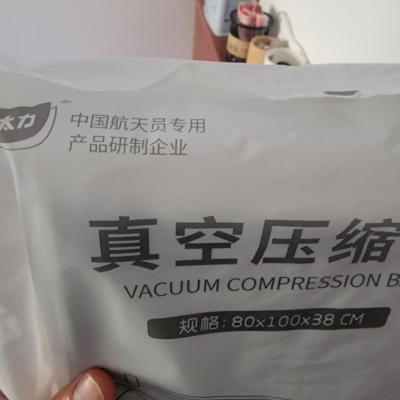 太力
中国航天员专用
产品研制企业
真空压缩
VACUUM COMPRESSION B
规格: 80x100x38 CM